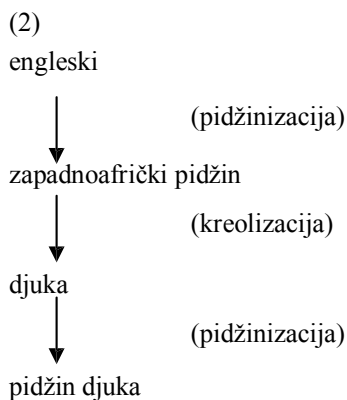 (2)
engleski
(pidžinizacija)
zapadnoafrički pidžin
(kreolizacija)
djuka
(pidžinizacija)
pidžin djuka